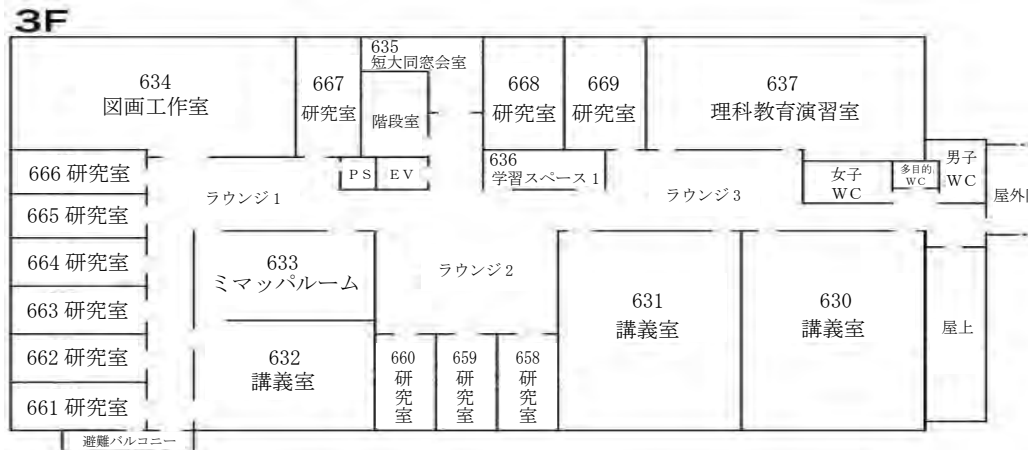 3F
634
図画工作室
667
研究室
635
短大同窓会室
階段室
668
研究室
669
研究室
637
理科教育演習室
666 研究室
665 研究室
664 研究室
663 研究室
662 研究室
661 研究室
ラウンジ 1
PS
EV
636
学習スペース 1
ラウンジ 3
女子
WC
多目的
WC
男子
WC
633
ミマッパルーム
ラウンジ 2
631
講義室
630
講義室
屋上
632
講義室
660
研究室
659
研究室
658
研究室
避難バルコニー